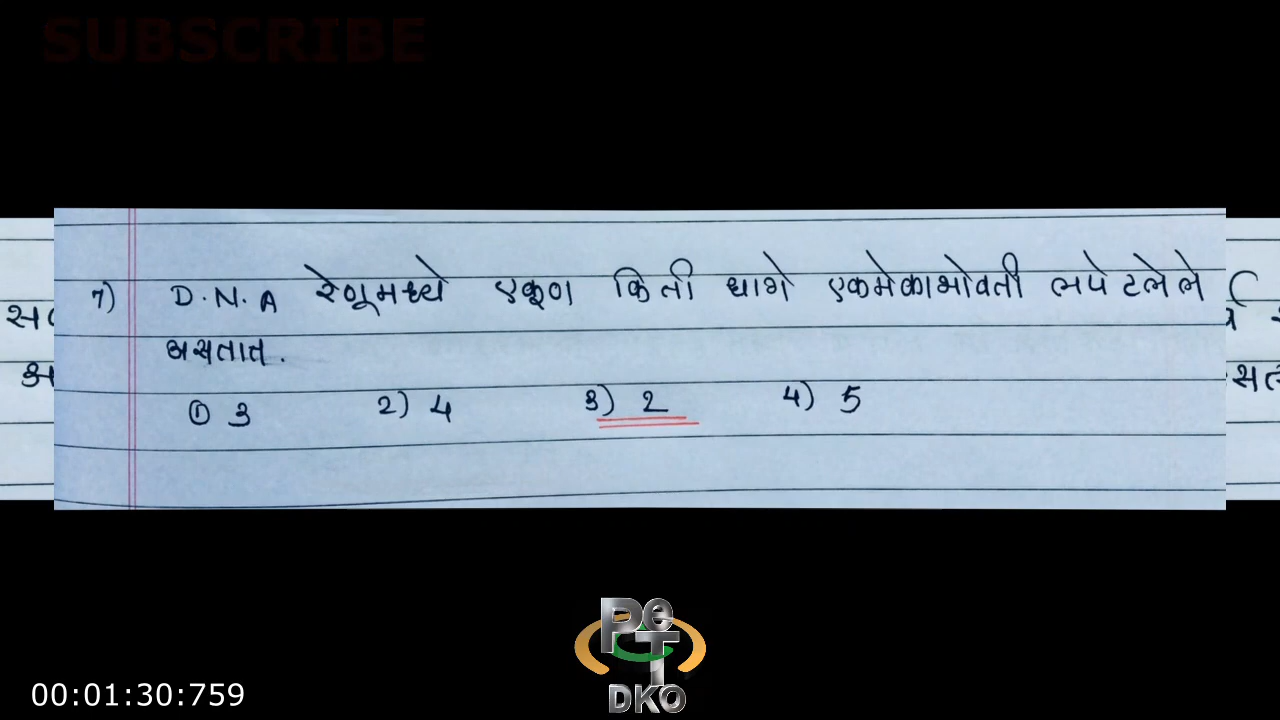 SUBSCRIBE
7) D.N.A रेणूमध्ये एकूण किती धागे एकमेकाभोवती लपेटलेले
असतात.
① 3 2) 4 3) 2 4) 5
PeT
DKO
00:01:30:759